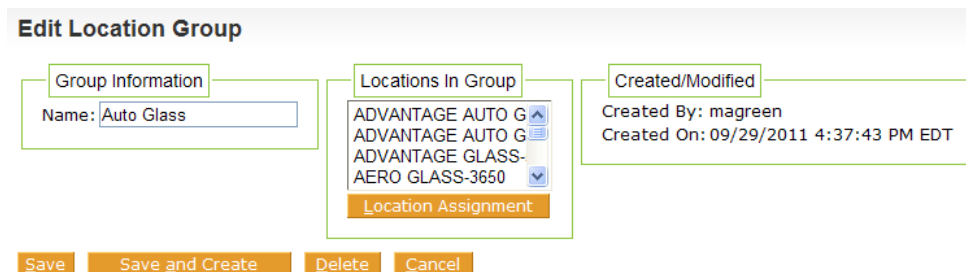 Edit Location Group
Group Information
Name: Auto Glass
Locations In Group
ADVANTAGE AUTO G
ADVANTAGE AUTO G
ADVANTAGE GLASS-
AERO GLASS-3650
Location Assignment
Created/Modified
Created By: magreen
Created On: 09/29/2011 4:37:43 PM EDT
Save
Save and Create
Delete
Cancel